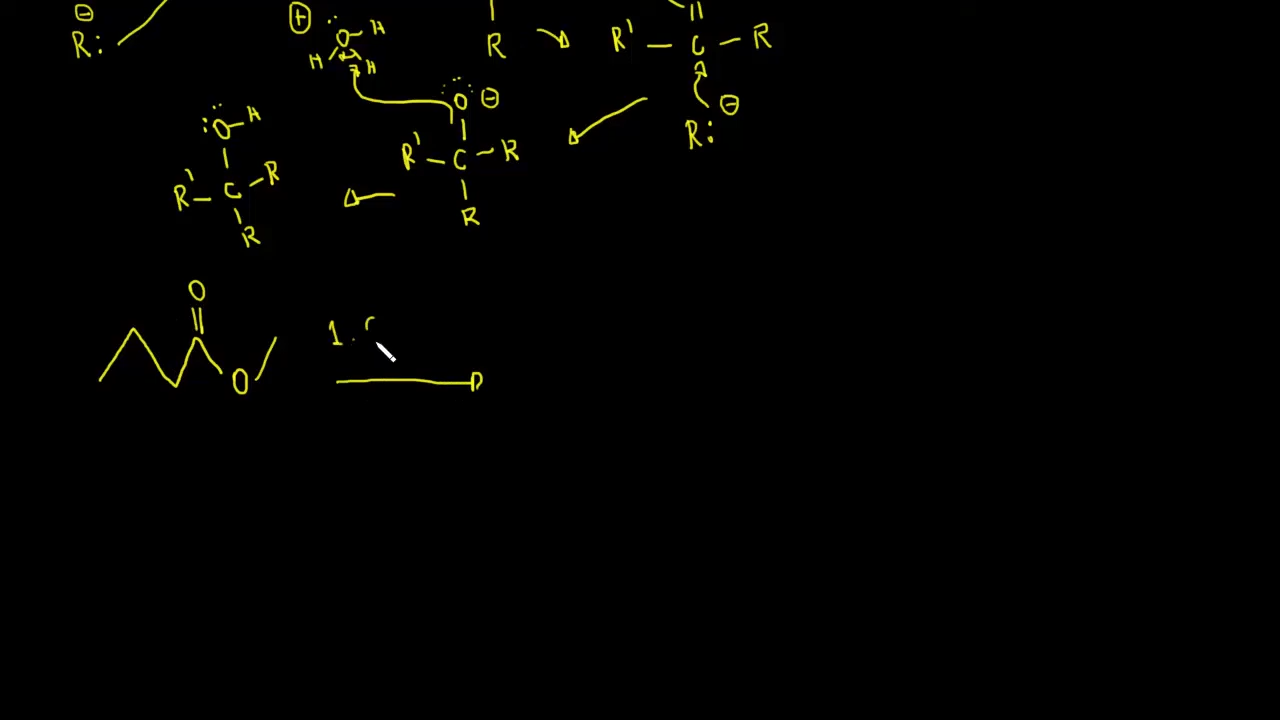 ⊖
R:
⊕ :O-H
H H
R
R' - C - R
R: ⊖
:O: ⊖
R' - C - R
R
:O-H
R' - C - R
R
O
O
1.